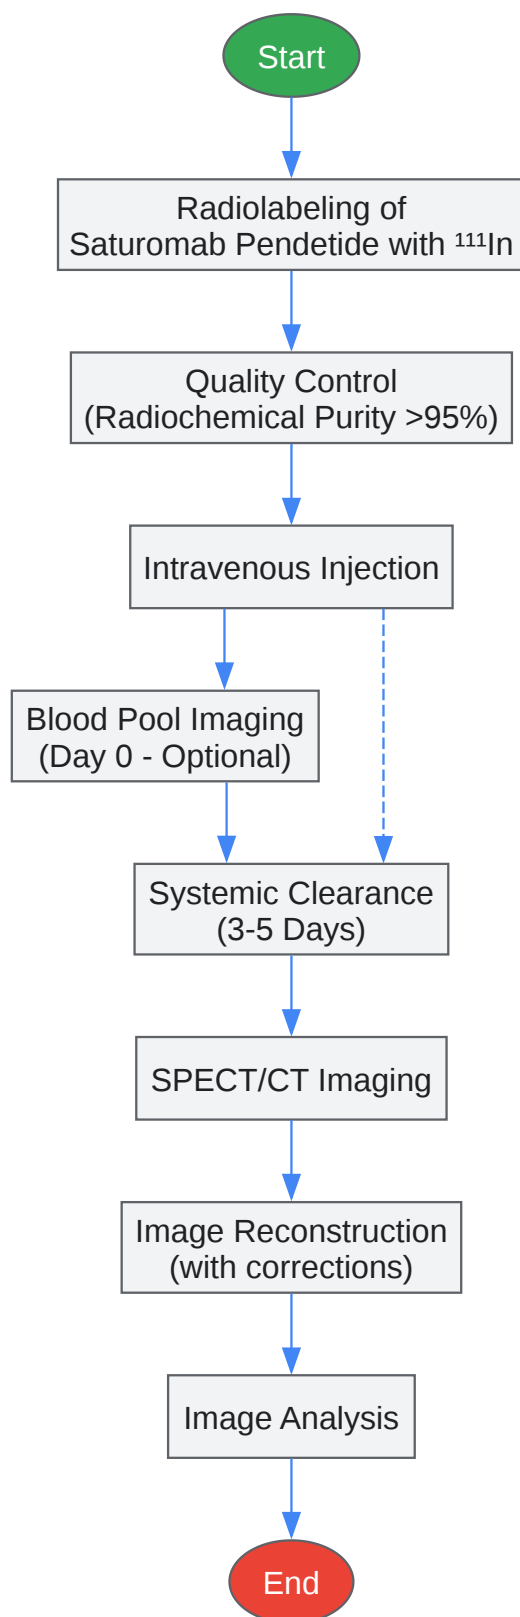 Start
Radiolabeling of
Saturomab Pendetide with ¹¹¹In
Quality Control
(Radiochemical Purity >95%)
Intravenous Injection
Blood Pool Imaging
(Day 0 - Optional)
Systemic Clearance
(3-5 Days)
SPECT/CT Imaging
Image Reconstruction
(with corrections)
Image Analysis
End